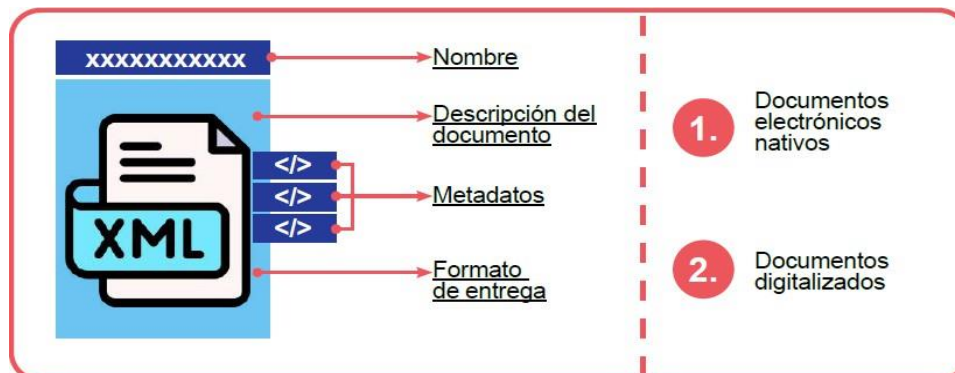 xxxxxxxxxxx
Nombre
Descripción del
documento
</>
</>
</>
Metadatos
XML
Formato
de entrega
1.
Documentos
electrónicos
nativos
2.
Documentos
digitalizados